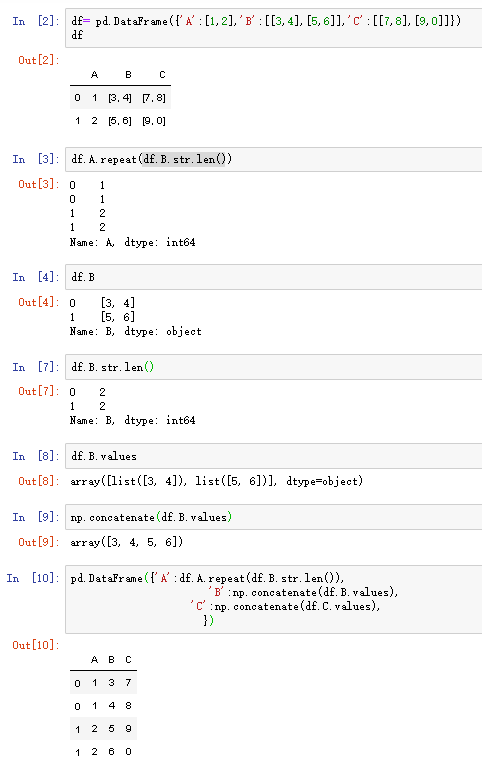 In [2]: df= pd.DataFrame({'A':[1,2],'B':[[3,4],[5,6]],'C':[[7,8],[9,0]]})
df
Out[2]:
A B C
0 1 [3, 4] [7, 8]
1 2 [5, 6] [9, 0]
In [3]: df.A.repeat(df.B.str.len())
Out[3]: 0 1
0 1
1 2
1 2
Name: A, dtype: int64
In [4]: df.B
Out[4]: 0 [3, 4]
1 [5, 6]
Name: B, dtype: object
In [7]: df.B.str.len()
Out[7]: 0 2
1 2
Name: B, dtype: int64
In [8]: df.B.values
Out[8]: array([list([3, 4]), list([5, 6])], dtype=object)
In [9]: np.concatenate(df.B.values)
Out[9]: array([3, 4, 5, 6])
In [10]: pd.DataFrame({'A':df.A.repeat(df.B.str.len()),
'B':np.concatenate(df.B.values),
'C':np.concatenate(df.C.values),
})
Out[10]:
A B C
0 1 3 7
0 1 4 8
1 2 5 9
1 2 6 0